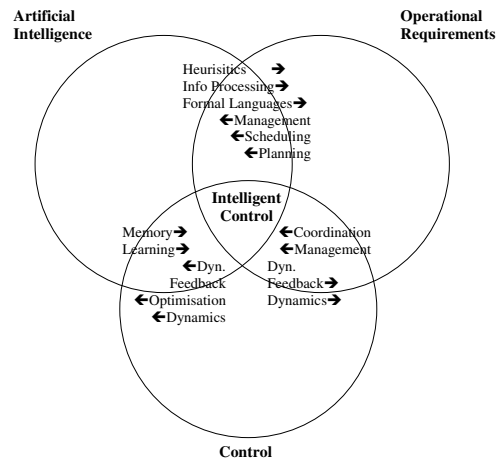 Artificial
Intelligence
Operational
Requirements
Heurisitics →
Info Processing→
Formal Languages→
←Management
←Scheduling
←Planning
Intelligent
Control
Memory→
Learning→
←Dyn.
Feedback
←Optimisation
←Dynamics
←Coordination
←Management
Dyn.
Feedback→
Dynamics→
Control